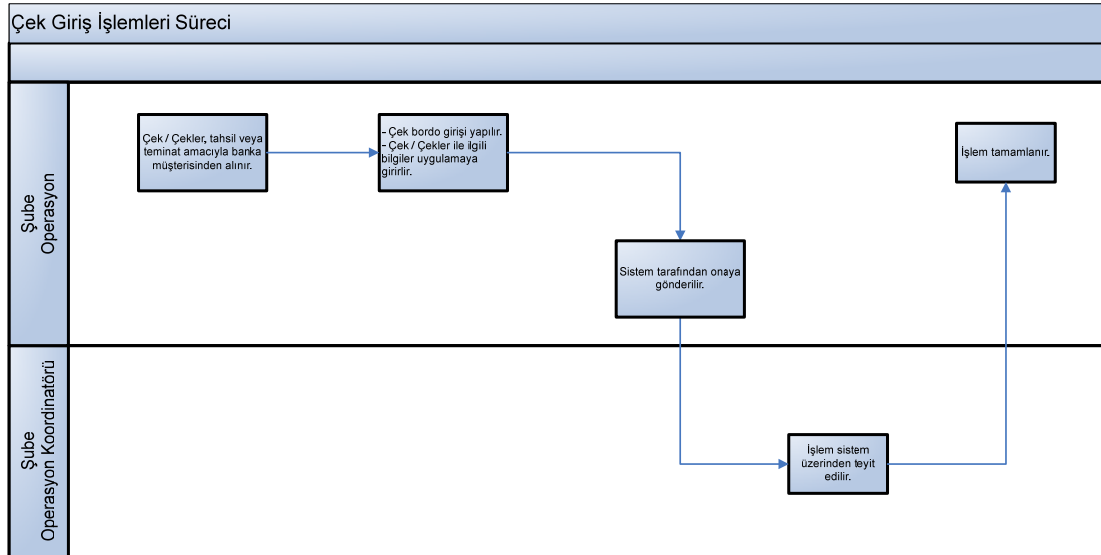 Çek Giriş İşlemleri Süreci
Şube
Operasyon
Çek / Çekler, tahsil veya
teminat amacıyla banka
müşterisinden alınır.
- Çek bordo girişi yapılır.
- Çek / Çekler ile ilgili
bilgiler uygulamaya
girirlir.
Sistem tarafından onaya
gönderilir.
İşlem tamamlanır.
Şube
Operasyon Koordinatörü
İşlem sistem
üzerinden teyit
edilir.